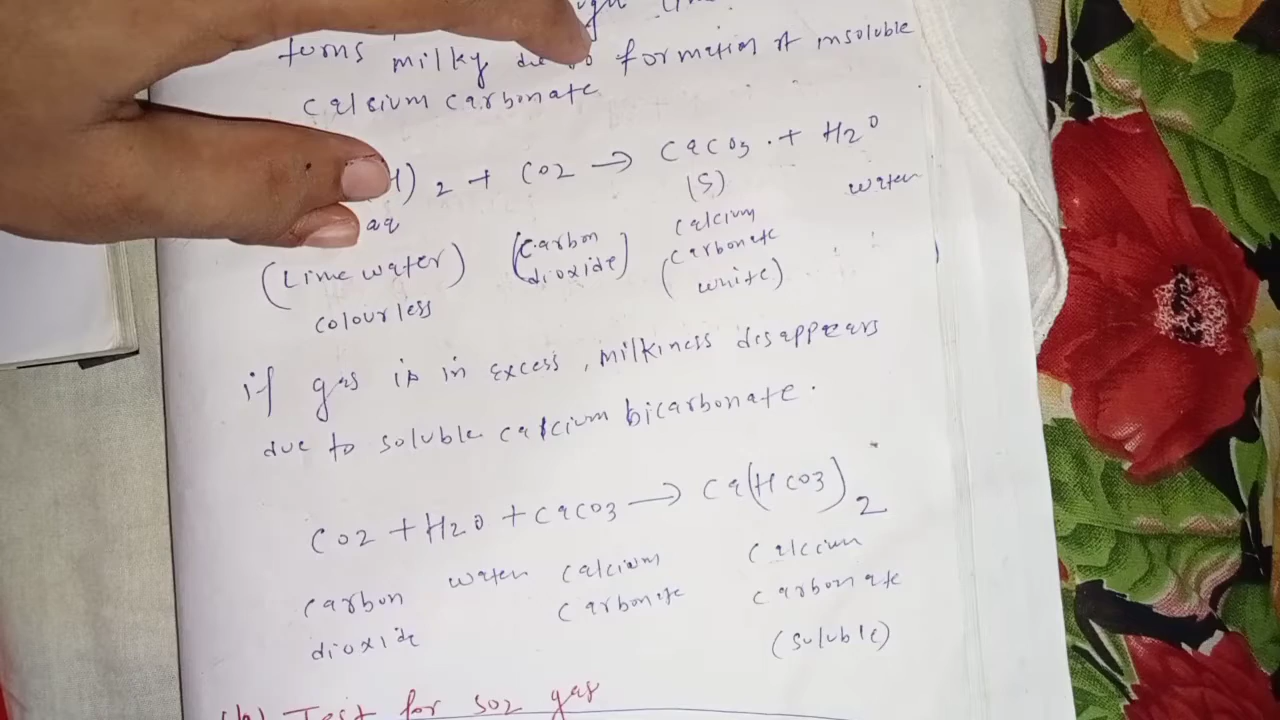 turns milky due to formation of insoluble
calsium carbonate
)2 + CO2 → CaCO3 . + H2O
aq (S) water
(Lime water) (carbon dioxide) calcium carbonate
colourless (white)
if gas is in excess, milkiness disappears
due to soluble calcium bicarbonate.
CO2 + H2O + CaCO3 → Ca(HCO3)2
carbon water calcium calcium
dioxide carbonate carbonate
(soluble)
(b) Test for SO2 gas